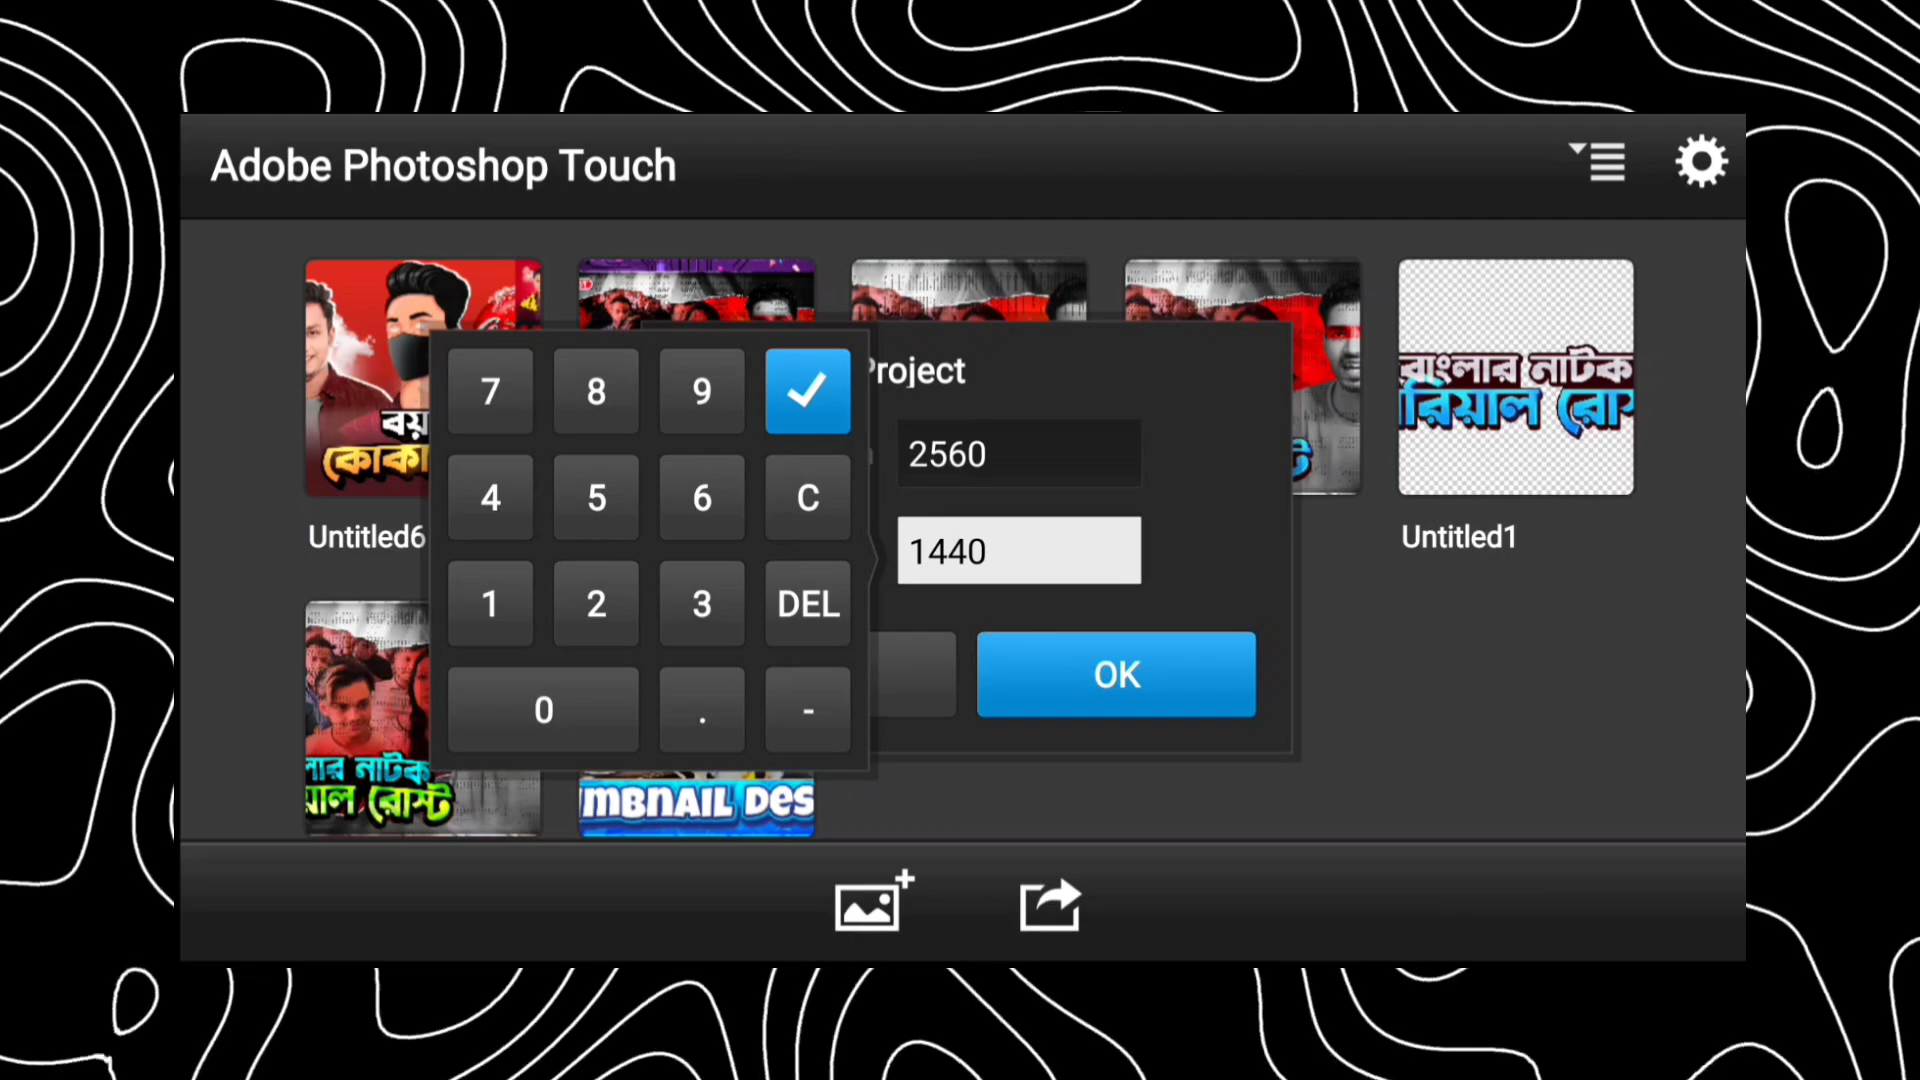 Adobe Photoshop Touch
Project
7 8 9
2560
4 5 6 C
1440
1 2 3 DEL
0 . -
OK
Untitled6
Untitled1
বাংলার নাটক
রিয়াল রোস্ট
নাটক
রোস্ট
MBNAIL DES